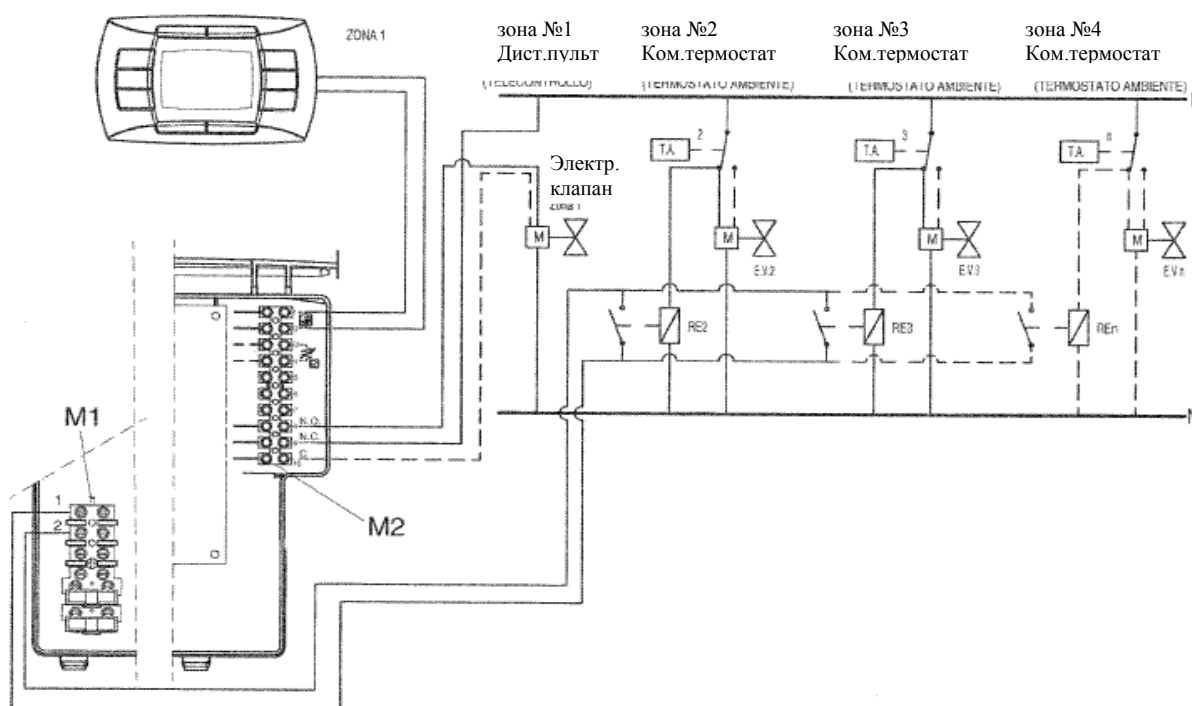 ZONA 1
зона №1
Дист.пульт
зона №2
Ком.термостат
зона №3
Ком.термостат
зона №4
Ком.термостат
(TELECONTROLLO)
(TERMOSTATO AMBIENTE)
(TERMOSTATO AMBIENTE)
(TERMOSTATO AMBIENTE)
T.A.
2
T.A.
3
T.A.
n
Электр.
клапан
ZONA 1
M
M
M
M
E.V.2
E.V.3
E.V.n
RE2
RE3
REn
N.O.
N.C.
C.
N
M1
1
2
M2